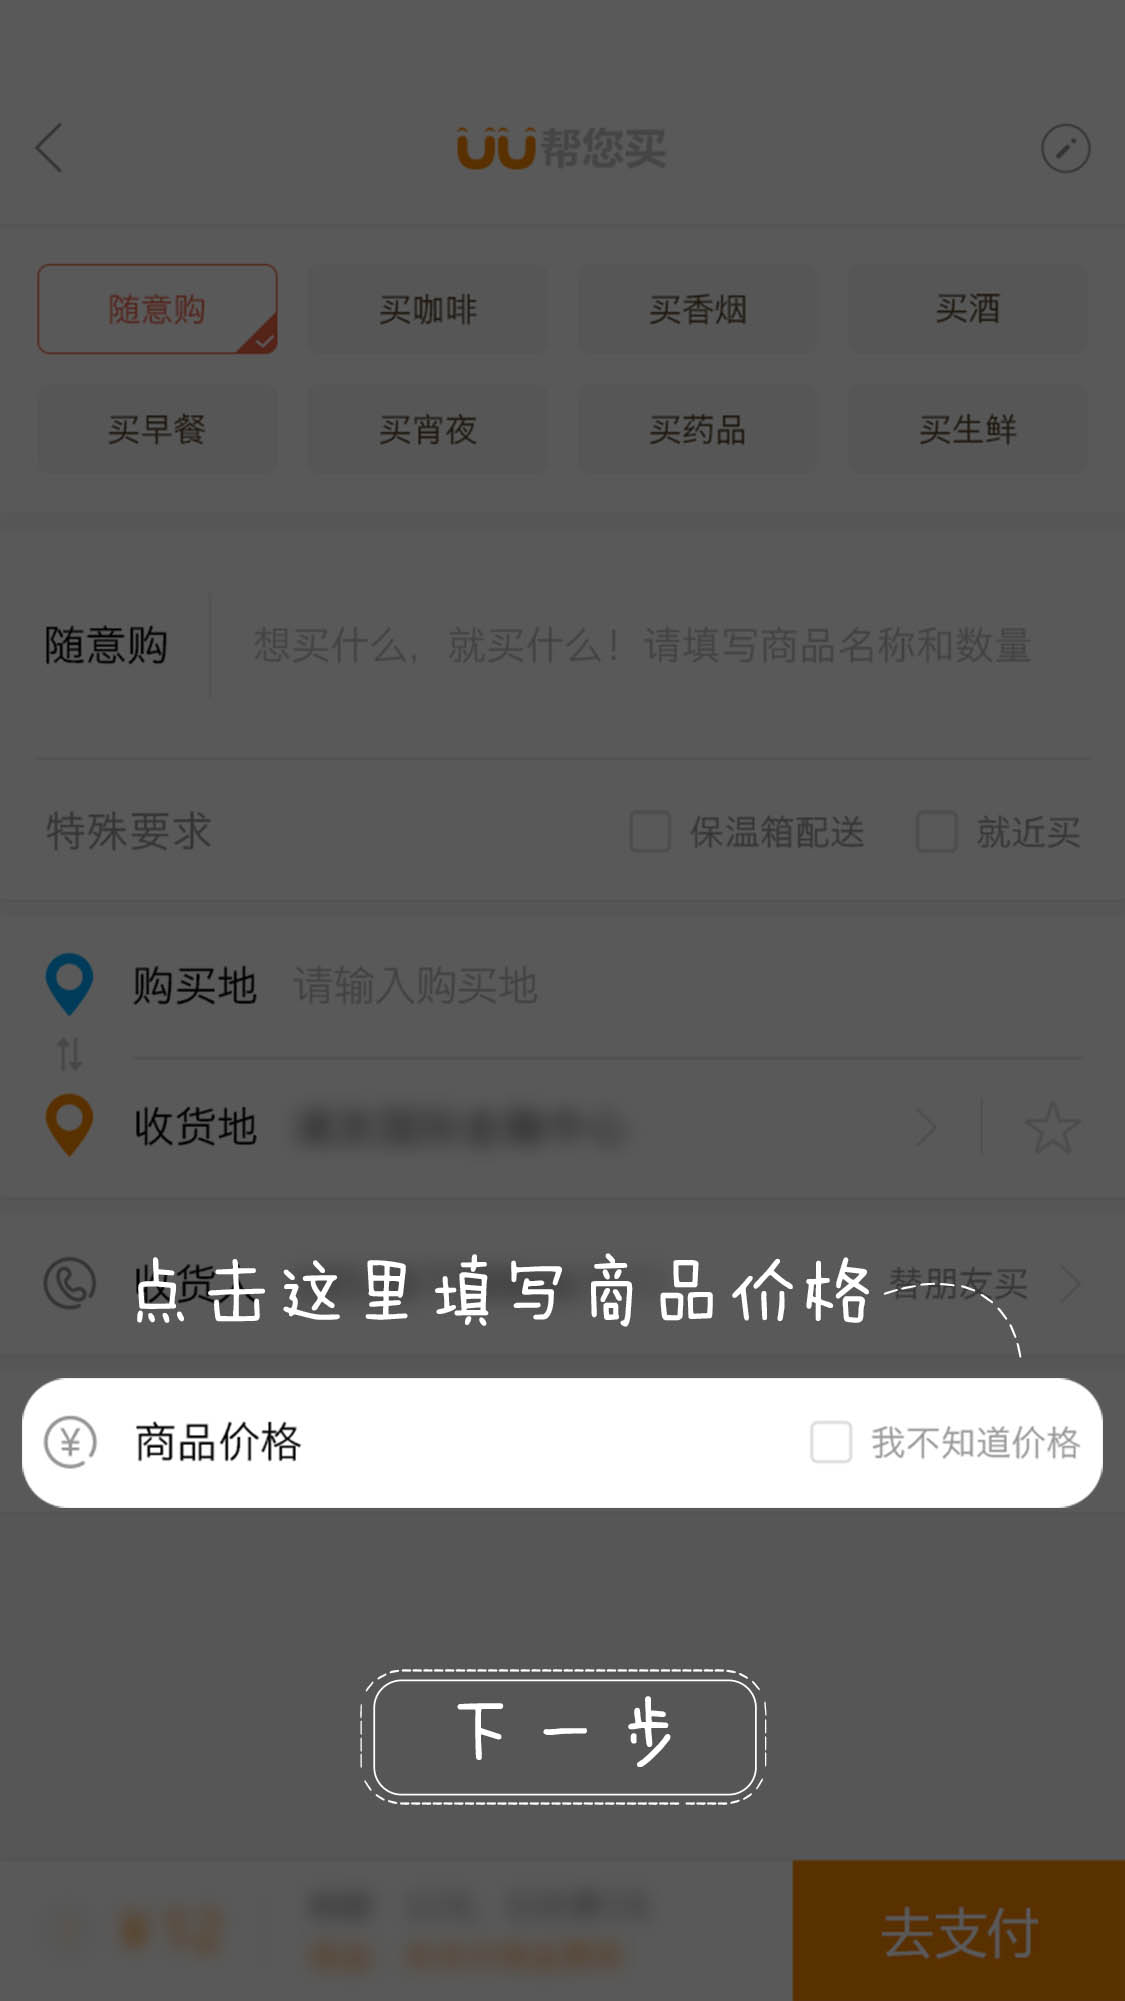 UU帮您买
随意购 买咖啡 买香烟 买酒
买早餐 买宵夜 买药品 买生鲜
随意购 想买什么，就买什么！请填写商品名称和数量
特殊要求 保温箱配送 就近买
购买地 请输入购买地
收货地
点击这里填写商品价格
收货 替朋友买
商品价格 我不知道价格
下一步
去支付